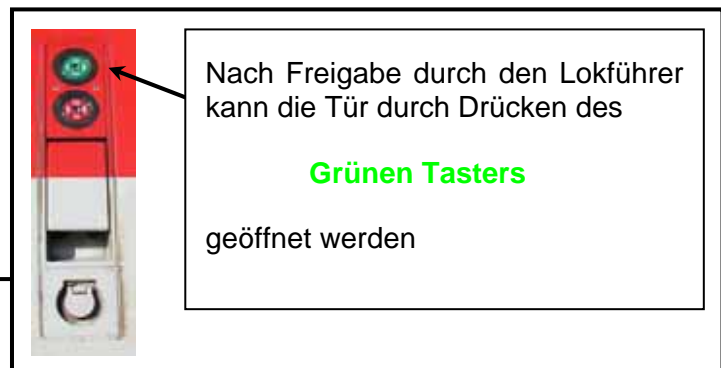 Nach Freigabe durch den Lokführer
kann die Tür durch Drücken des
Grünen Tasters
geöffnet werden